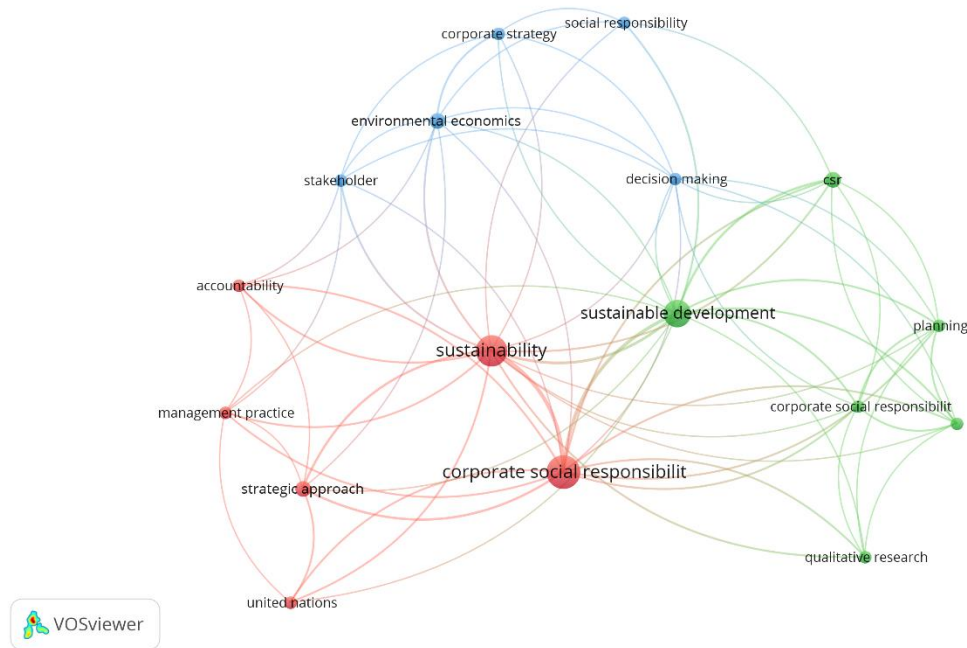 social responsibility
corporate strategy
environmental economics
stakeholder
decision making
csr
accountability
sustainable development
planning
sustainability
management practice
corporate social responsibilit
corporate social responsibilit
strategic approach
qualitative research
united nations
VOSviewer